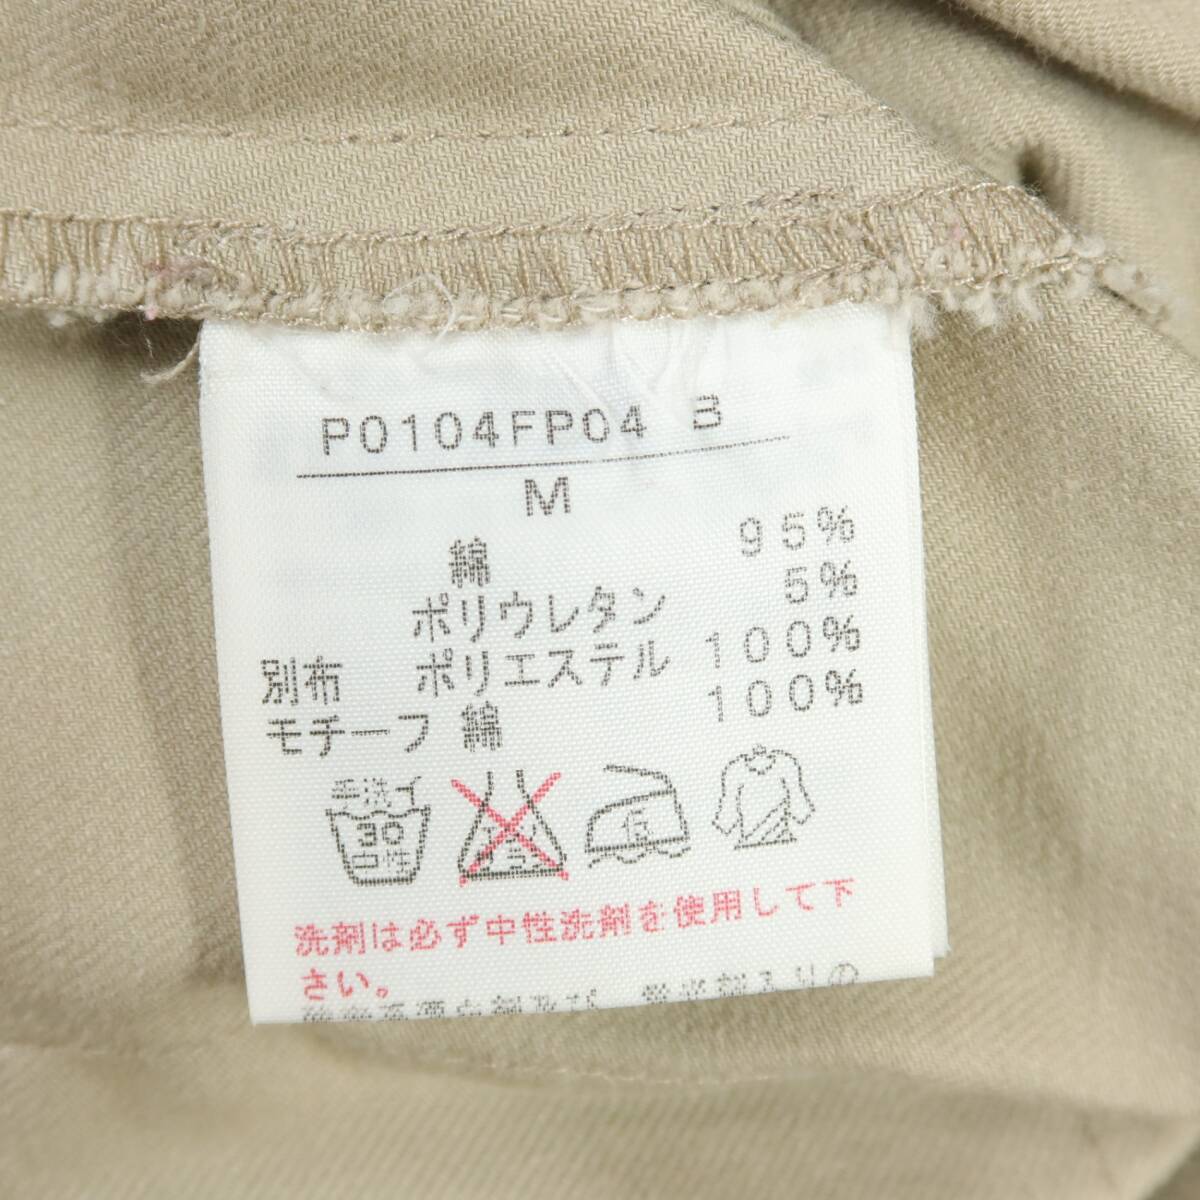 P0104FP04 B
M
綿 95%
ポリウレタン 5%
別布 ポリエステル 100%
モチーフ 綿 100%
手洗イ
30
中性
洗剤は必ず中性洗剤を使用して下
さい。